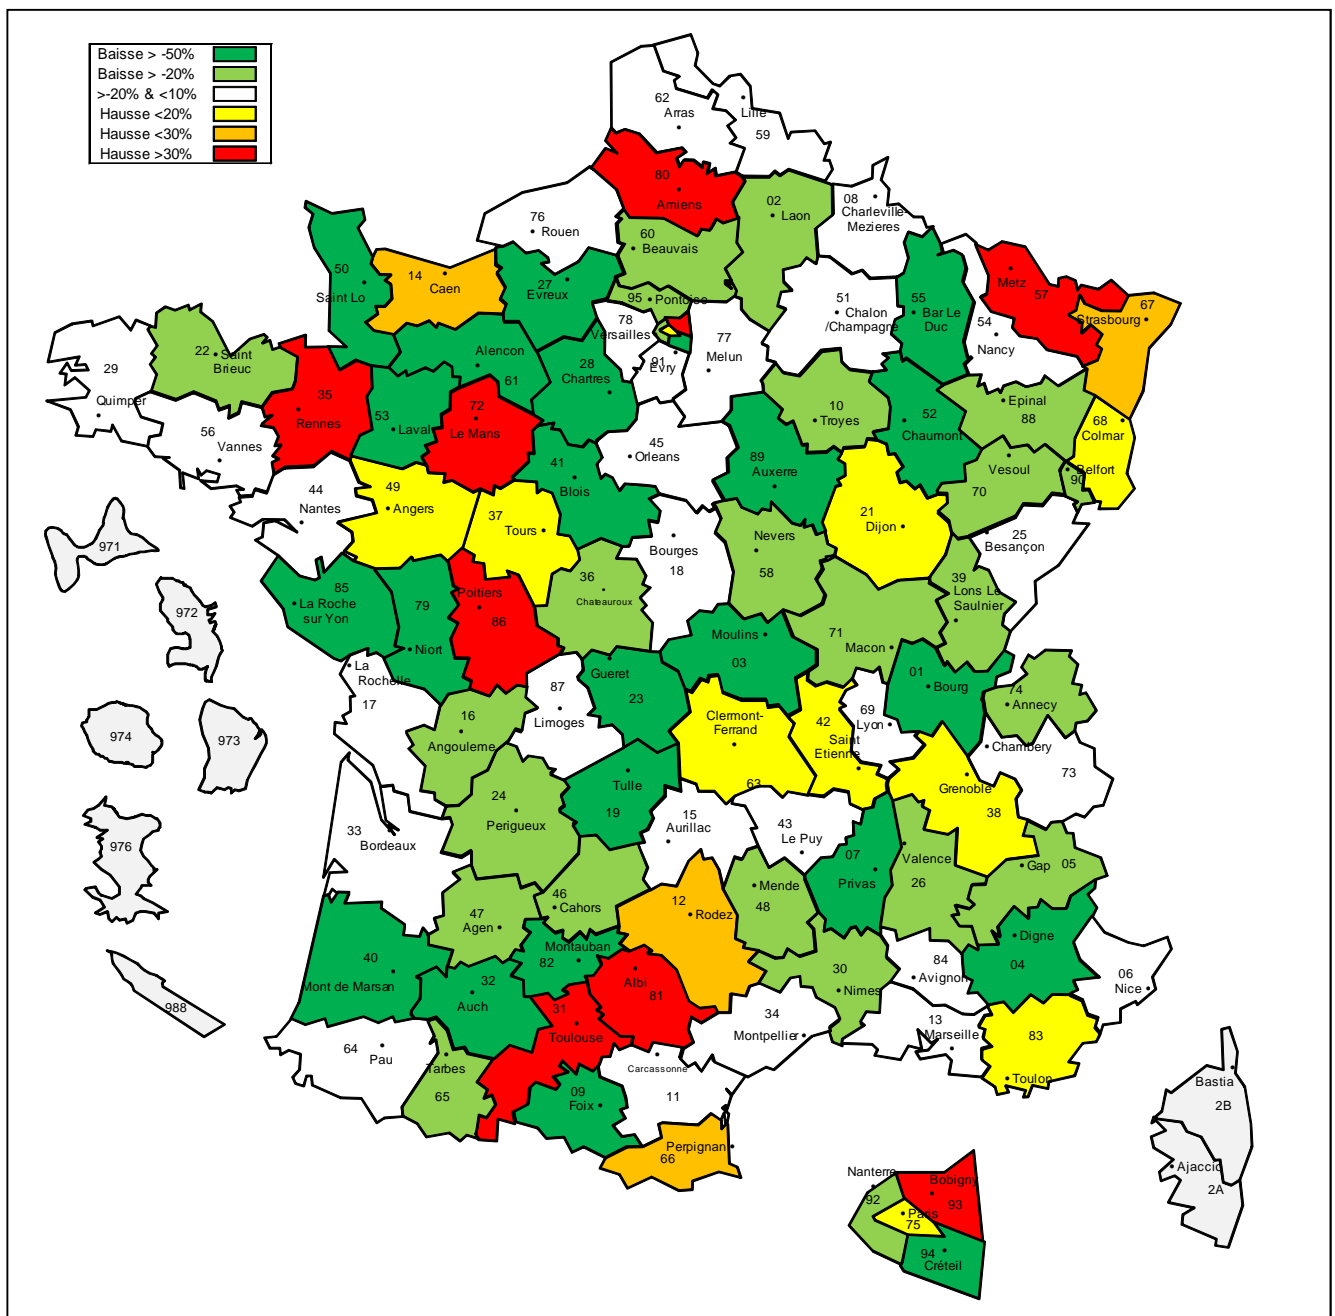 Baisse > -50%
Baisse > -20%
>-20% & <10%
Hausse <20%
Hausse <30%
Hausse >30%
62
Arras
Lille
59
80
Amiens
02
Laon
08
Charleville-
Mezieres
76
Rouen
60
Beauvais
50
Saint Lo
14
Caen
27
Evreux
95
Pontoise
78
Versailles
91
Evry
77
Melun
51
Chalon
/Champagne
55
Bar Le
Duc
54
Nancy
Metz
57
67
Strasbourg
29
Quimper
22
Saint
Brieuc
56
Vannes
35
Rennes
53
Laval
Alencon
61
72
Le Mans
28
Chartres
45
Orleans
10
Troyes
52
Chaumont
Epinal
88
68
Colmar
89
Auxerre
41
Blois
44
Nantes
49
Angers
37
Tours
Vesoul
70
Belfort
90
21
Dijon
25
Besançon
Nevers
58
Bourges
18
36
Chateauroux
39
Lons Le
Saulnier
971
972
974
973
976
988
85
La Roche
sur Yon
79
Niort
Poitiers
86
La
Rochelle
17
87
Limoges
Gueret
23
Moulins
03
71
Macon
01
Bourg
74
Annecy
16
Angouleme
Clermont-
Ferrand
63
42
Saint
Etienne
69
Lyon
Chambery
73
Grenoble
38
24
Perigueux
Tulle
19
15
Aurillac
43
Le Puy
33
Bordeaux
07
Privas
Valence
26
Gap
05
47
Agen
46
Cahors
12
Rodez
Mende
48
40
Mont de Marsan
32
Auch
Montauban
82
Albi
81
30
Nimes
84
Avignon
Digne
04
06
Nice
31
Toulouse
34
Montpellier
13
Marseille
83
Toulon
64
Pau
Tarbes
65
09
Foix
Carcassonne
11
Perpignan
66
Bastia
2B
Ajaccio
2A
Nanterre
92
Bobigny
93
Paris
75
94
Créteil